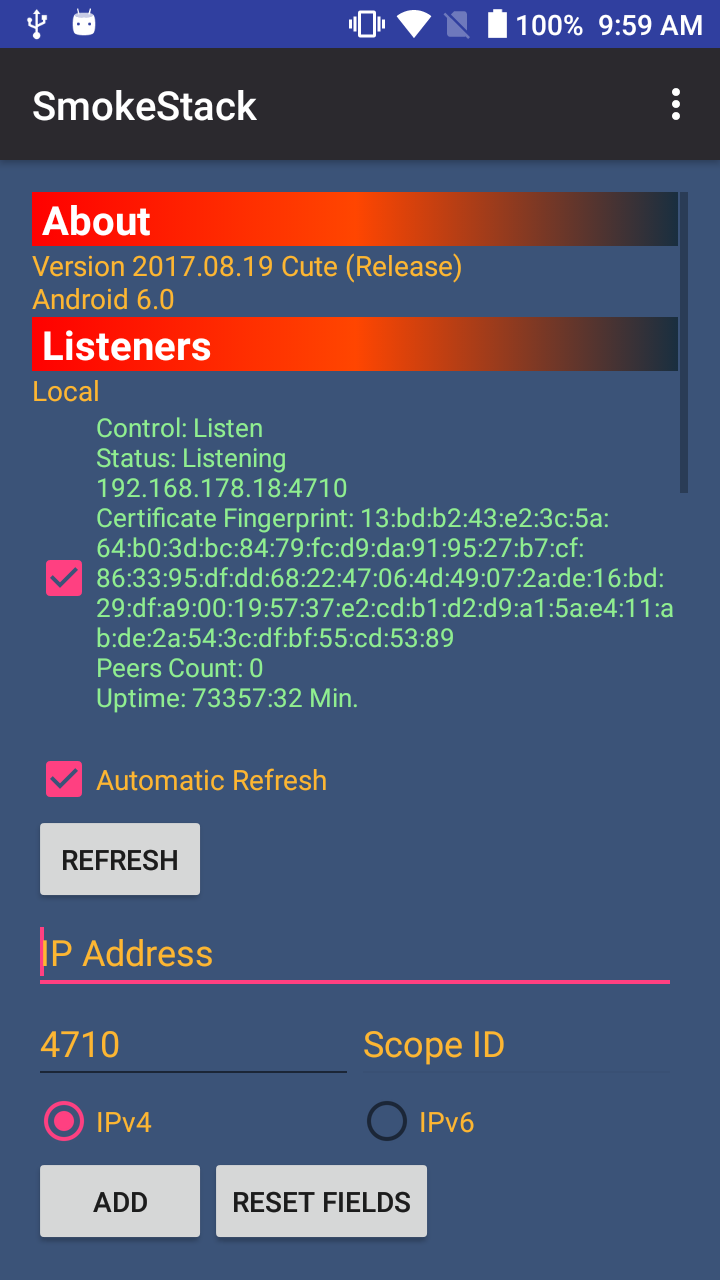 100% 9:59 AM
SmokeStack
About
Version 2017.08.19 Cute (Release)
Android 6.0
Listeners
Local
Control: Listen
Status: Listening
192.168.178.18:4710
Certificate Fingerprint: 13:bd:b2:43:e2:3c:5a:
64:b0:3d:bc:84:79:fc:d9:da:91:95:27:b7:cf:
86:33:95:df:dd:68:22:47:06:4d:49:07:2a:de:16:bd:
29:df:a9:00:19:57:37:e2:cd:b1:d2:d9:a1:5a:e4:11:a
b:de:2a:54:3c:df:bf:55:cd:53:89
Peers Count: 0
Uptime: 73357:32 Min.
Automatic Refresh
REFRESH
IP Address
4710 Scope ID
IPv4 IPv6
ADD RESET FIELDS